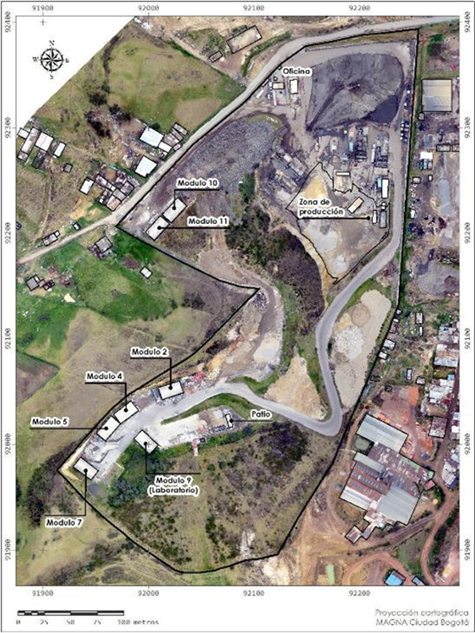 91900 92000 92100 92200
92400
92400
92300
92300
92200
92200
92100
92100
92000
92000
91900
91900
N
W
E
S
Oficina
Modulo 10
Modulo 11
Zona de
producción
Modulo 2
Modulo 4
Modulo 5
Patio
Modulo 9
(Laboratorio)
Modulo 7
91900 92000 92100 92200
0 25 50 75 100 metros
Proyección cartográfica
MAGNA Ciudad Bogotá